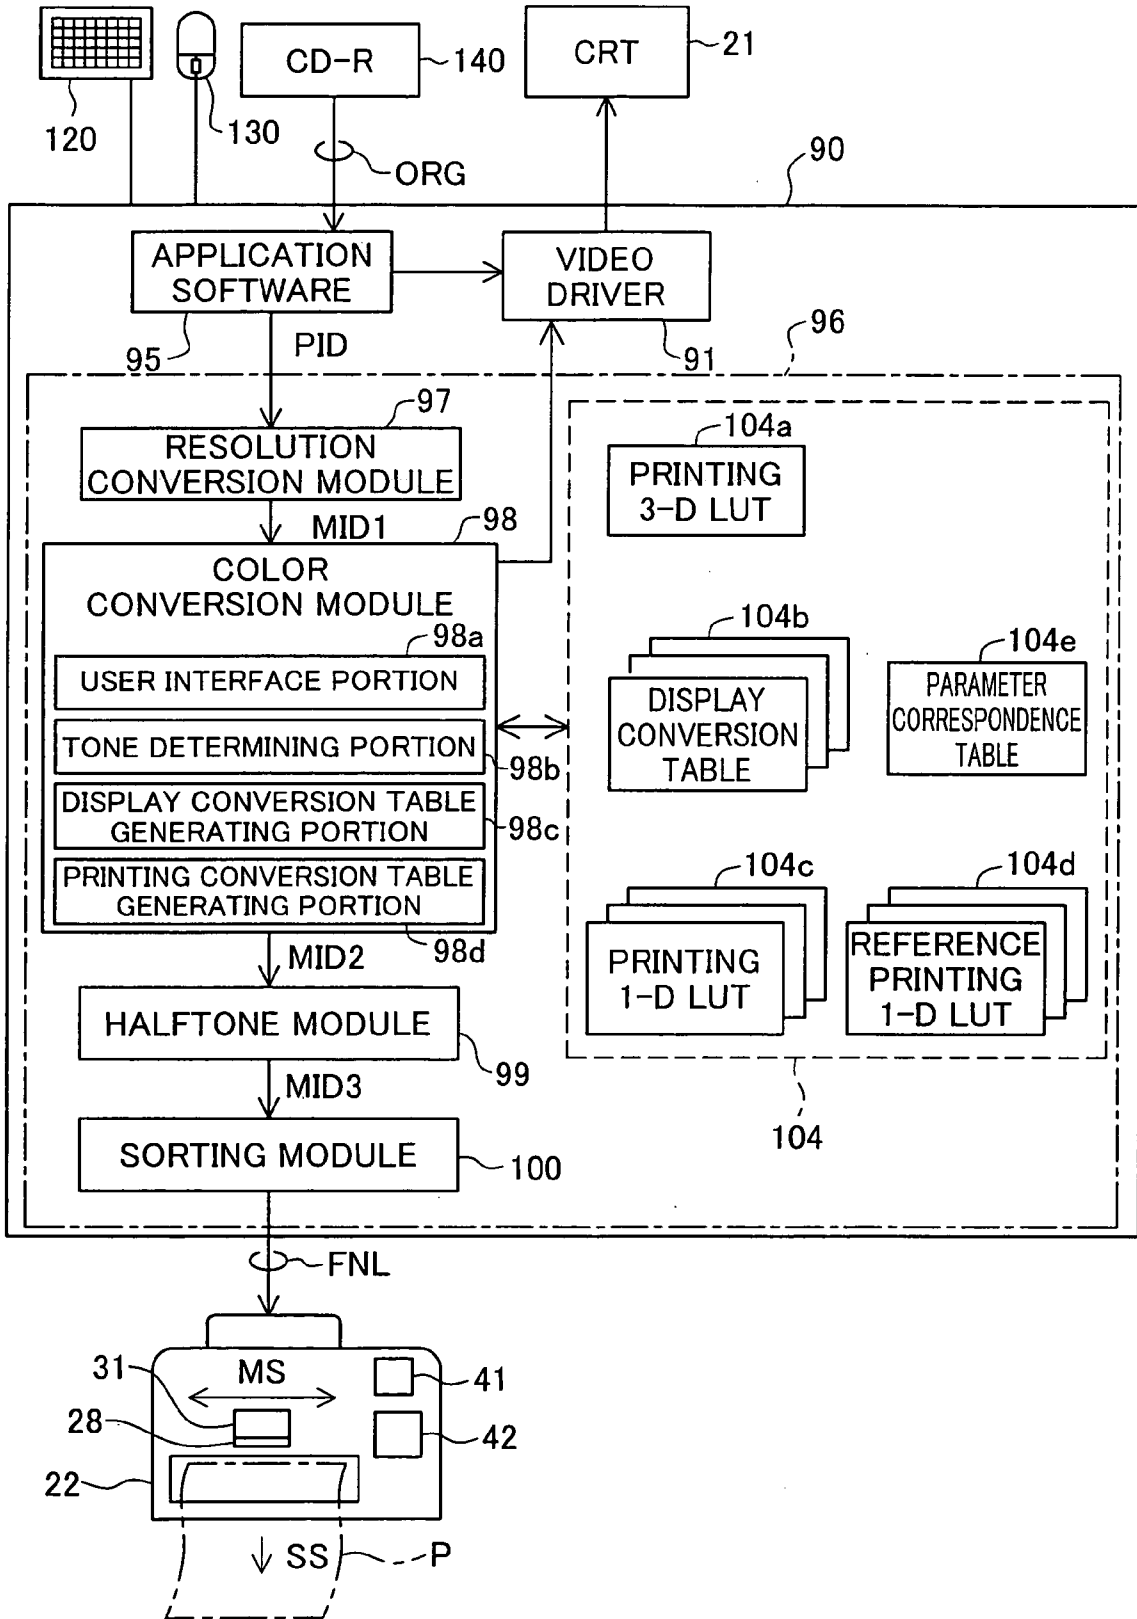 CD-R
140
CRT
21
120
130
ORG
90
APPLICATION
SOFTWARE
VIDEO
DRIVER
95
PID
91
96
97
RESOLUTION
CONVERSION MODULE
104a
PRINTING
3-D LUT
MID1
98
COLOR
CONVERSION MODULE
98a
USER INTERFACE PORTION
104b
104e
DISPLAY
CONVERSION
TABLE
PARAMETER
CORRESPONDENCE
TABLE
TONE DETERMINING PORTION
98b
DISPLAY CONVERSION TABLE
GENERATING PORTION
98c
PRINTING CONVERSION TABLE
GENERATING PORTION
98d
104c
104d
PRINTING
1-D LUT
REFERENCE
PRINTING
1-D LUT
MID2
HALFTONE MODULE
99
MID3
104
SORTING MODULE
100
FNL
31
MS
41
28
42
22
SS
P